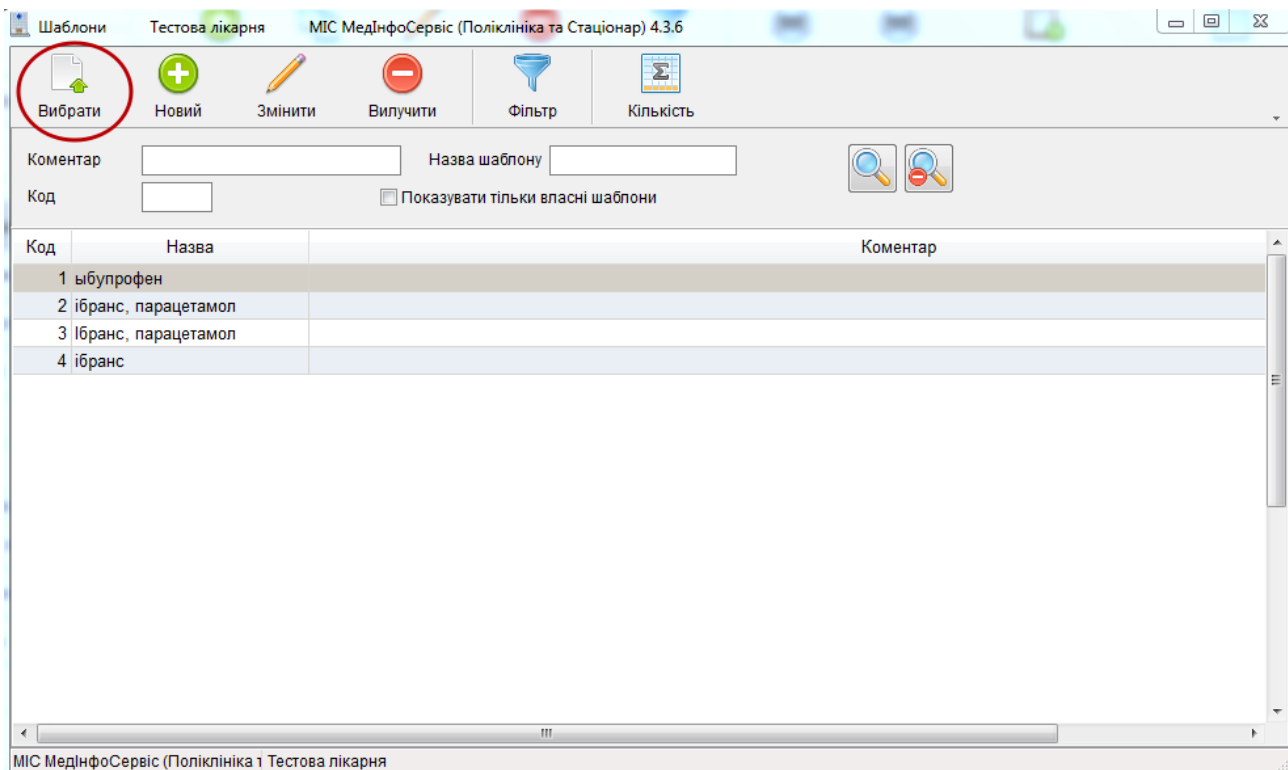 Шаблони Тестова лікарня МІС МедІнфоСервіс (Поліклініка та Стаціонар) 4.3.6
Вибрати Новий Змінити Вилучити Фільтр Кількість
Коментар Назва шаблону
Код Показувати тільки власні шаблони
Код Назва Коментар
1 ыбупрофен
2 ібранс, парацетамол
3 Ібранс, парацетамол
4 ібранс
МІС МедІнфоСервіс (Поліклініка т Тестова лікарня